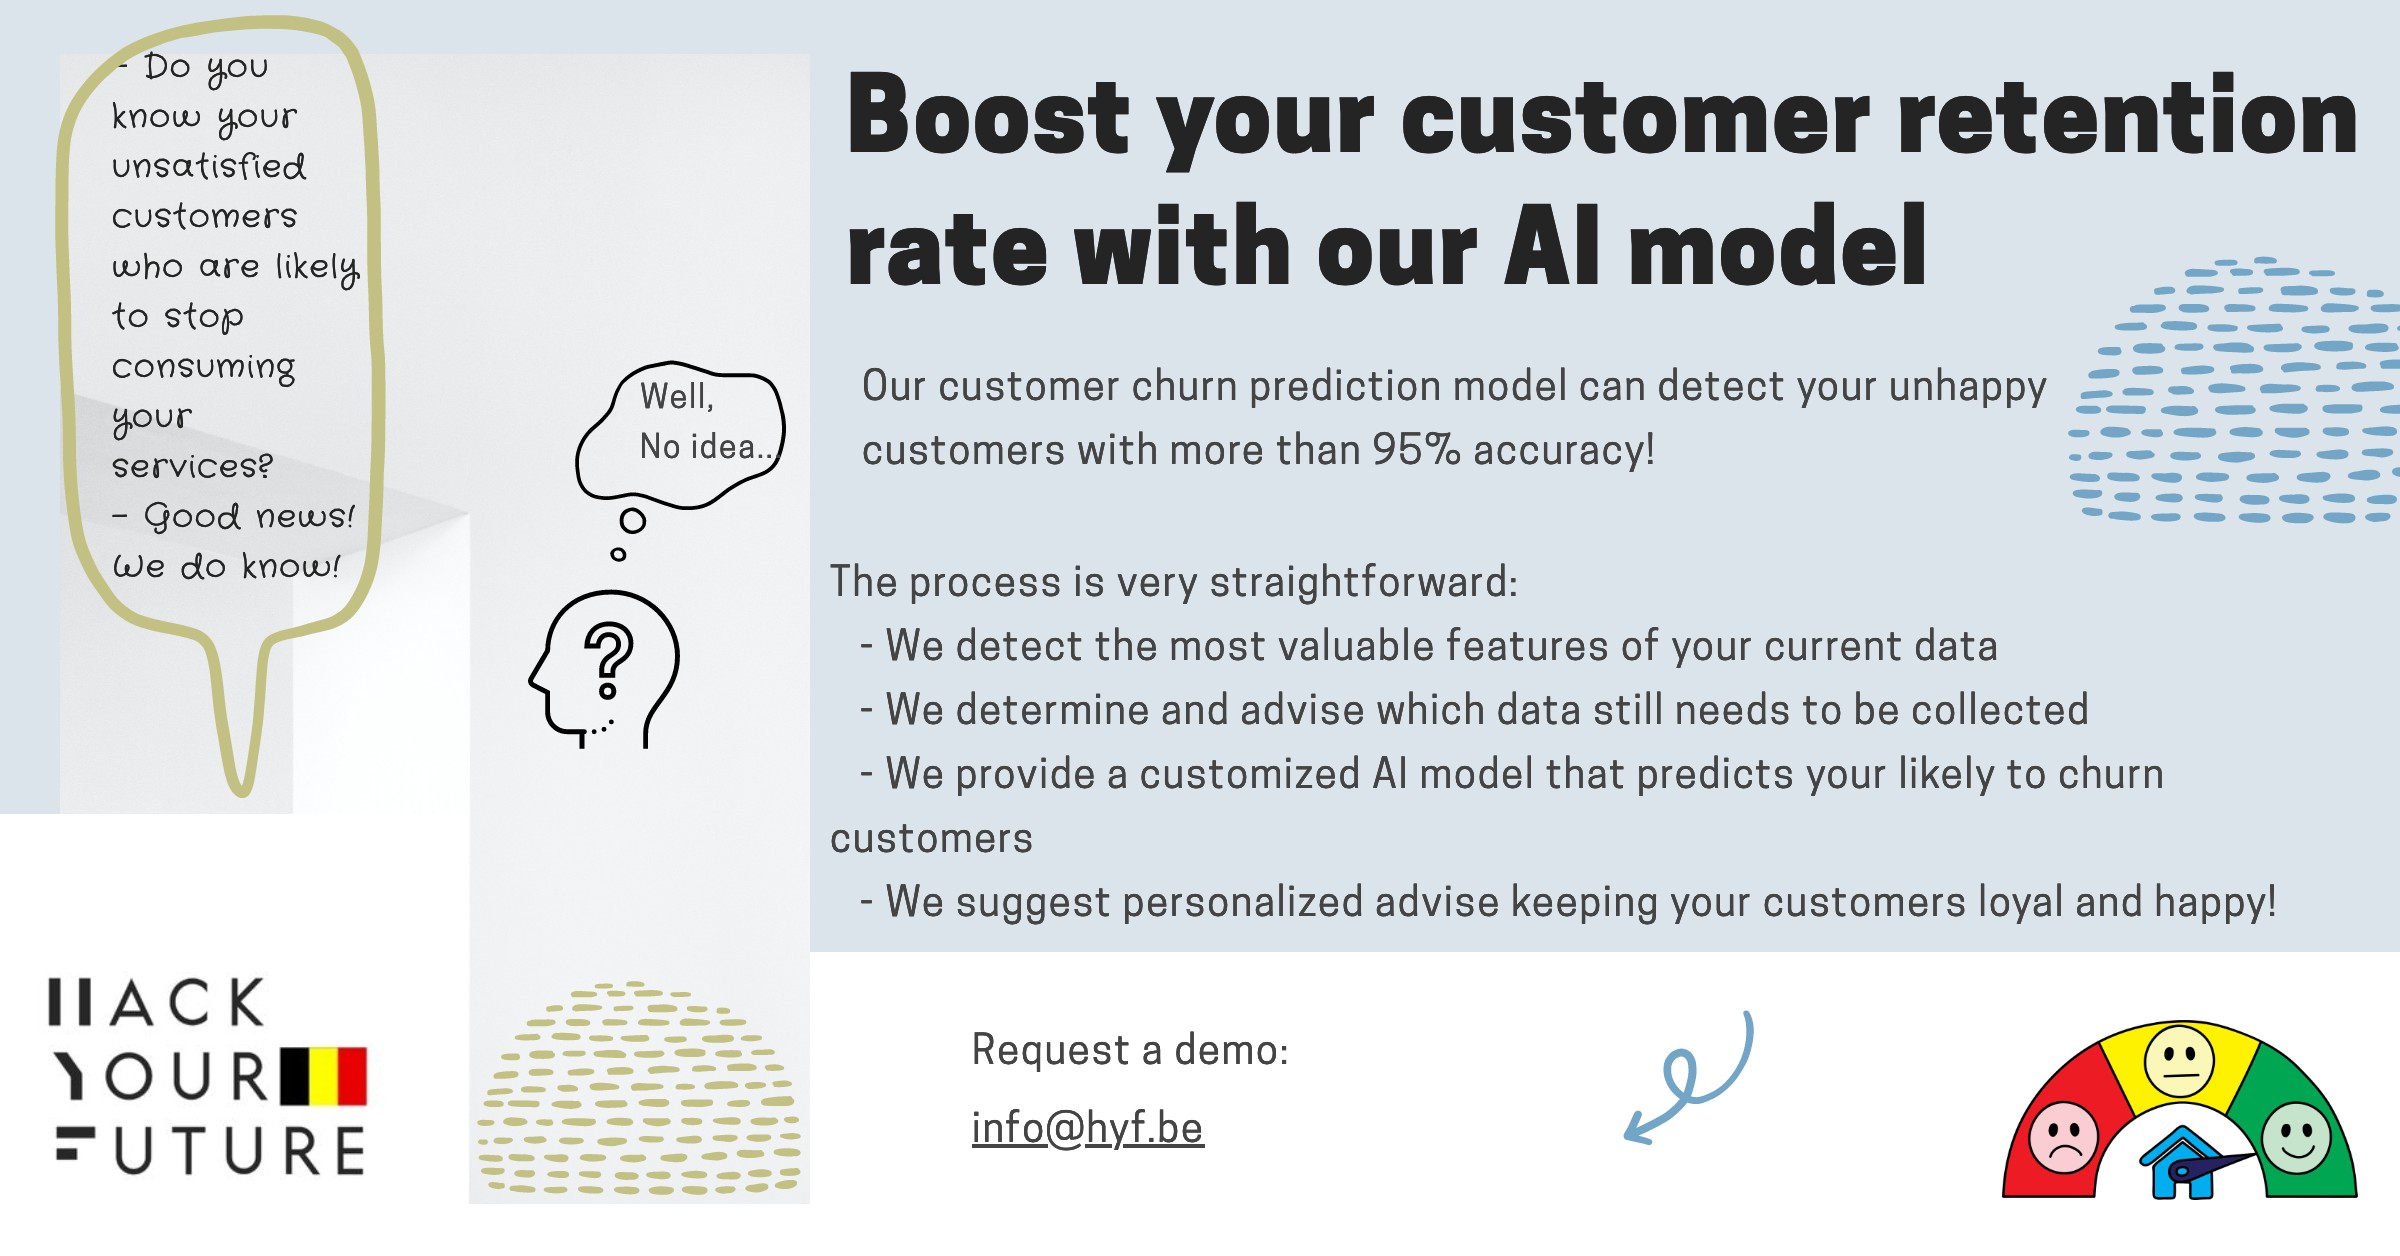 - Do you
know your
unsatisfied
customers
who are likely
to stop
consuming
your
services?
- Good news!
We do know!
Well,
No idea...
Boost your customer retention
rate with our AI model
Our customer churn prediction model can detect your unhappy
customers with more than 95% accuracy!
The process is very straightforward:
- We detect the most valuable features of your current data
- We determine and advise which data still needs to be collected
- We provide a customized AI model that predicts your likely to churn
customers
- We suggest personalized advise keeping your customers loyal and happy!
HACK
YOUR
FUTURE
Request a demo:
info@hyf.be
?